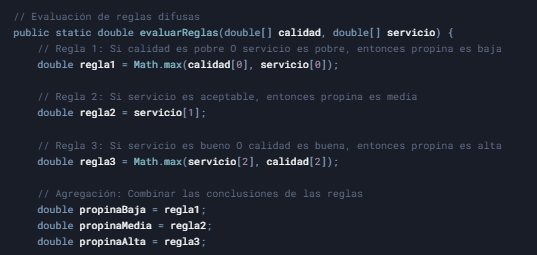 // Evaluación de reglas difusas
public static double evaluarReglas(double[] calidad, double[] servicio) {
// Regla 1: Si calidad es pobre O servicio es pobre, entonces propina es baja
double regla1 = Math.max(calidad[0], servicio[0]);
// Regla 2: Si servicio es aceptable, entonces propina es media
double regla2 = servicio[1];
// Regla 3: Si servicio es bueno O calidad es buena, entonces propina es alta
double regla3 = Math.max(servicio[2], calidad[2]);
// Agregación: Combinar las conclusiones de las reglas
double propinaBaja = regla1;
double propinaMedia = regla2;
double propinaAlta = regla3;